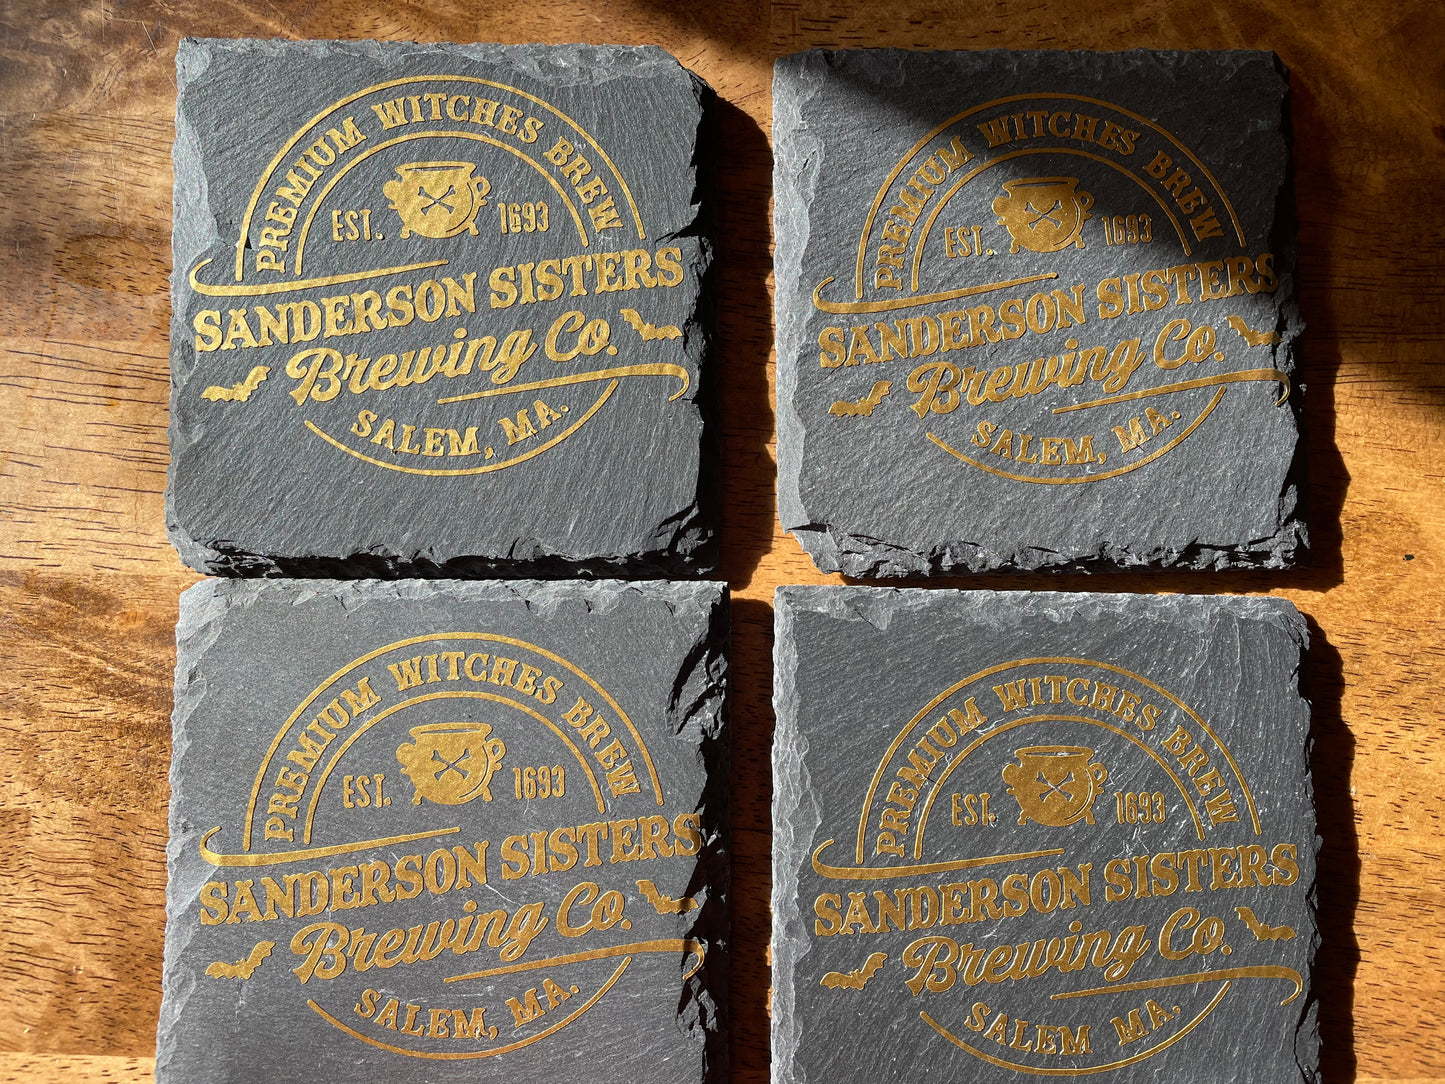 PREMIUM WITCHES BREW
EST. 1693
SANDERSON SISTERS
Brewing Co.
SALEM, MA.
PREMIUM WITCHES BREW
EST. 1693
SANDERSON SISTERS
Brewing Co.
SALEM, MA.
PREMIUM WITCHES BREW
EST. 1693
SANDERSON SISTERS
Brewing Co.
SALEM, MA.
PREMIUM WITCHES BREW
EST. 1693
SANDERSON SISTERS
Brewing Co.
SALEM MA.